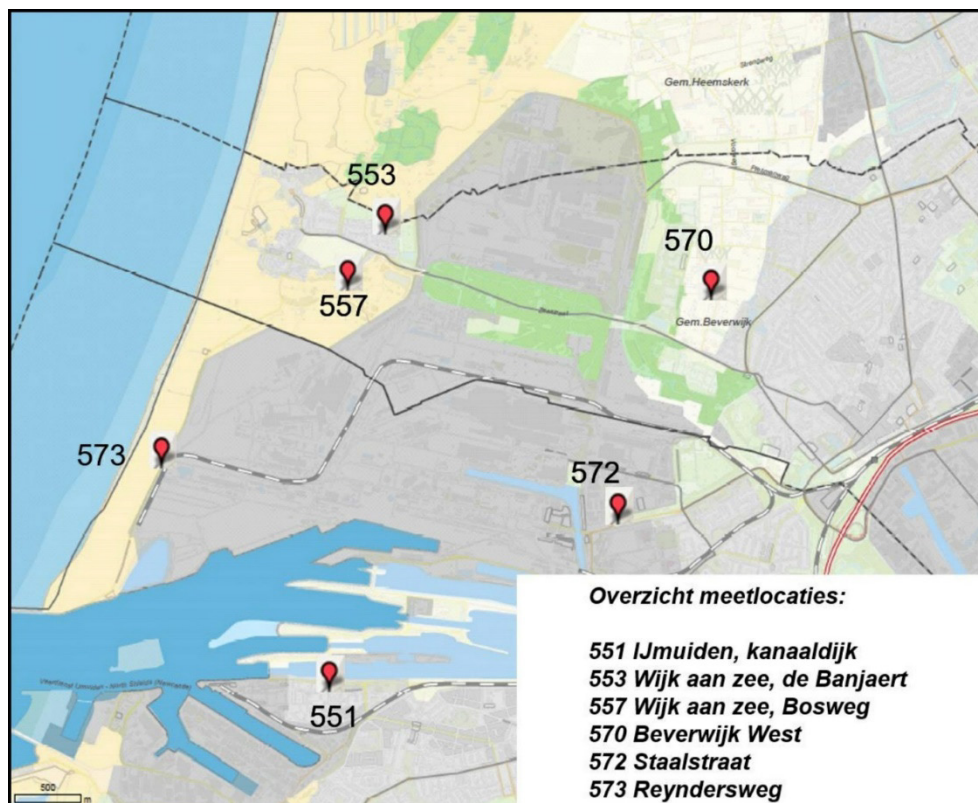 Gem.Heemskerk
553
570
557
Gem.Beverwijk
573
572
551
500
m
Overzicht meetlocaties:
551 IJmuiden, kanaaldijk
553 Wijk aan zee, de Banjaert
557 Wijk aan zee, Bosweg
570 Beverwijk West
572 Staalstraat
573 Reyndersweg